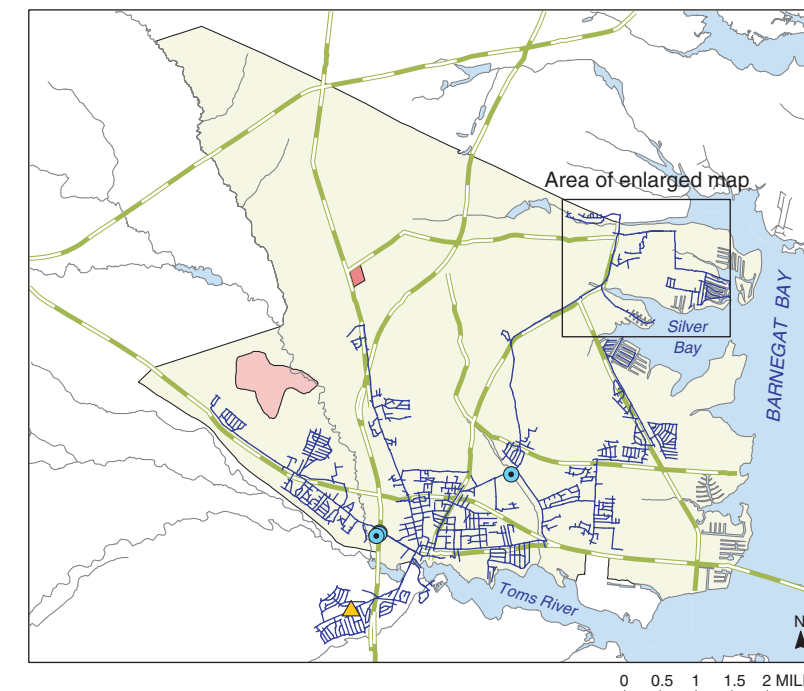 Area of enlarged map
Silver
Bay
BARNEGAT BAY
Toms River
N
0 0.5 1 1.5 2 MIL